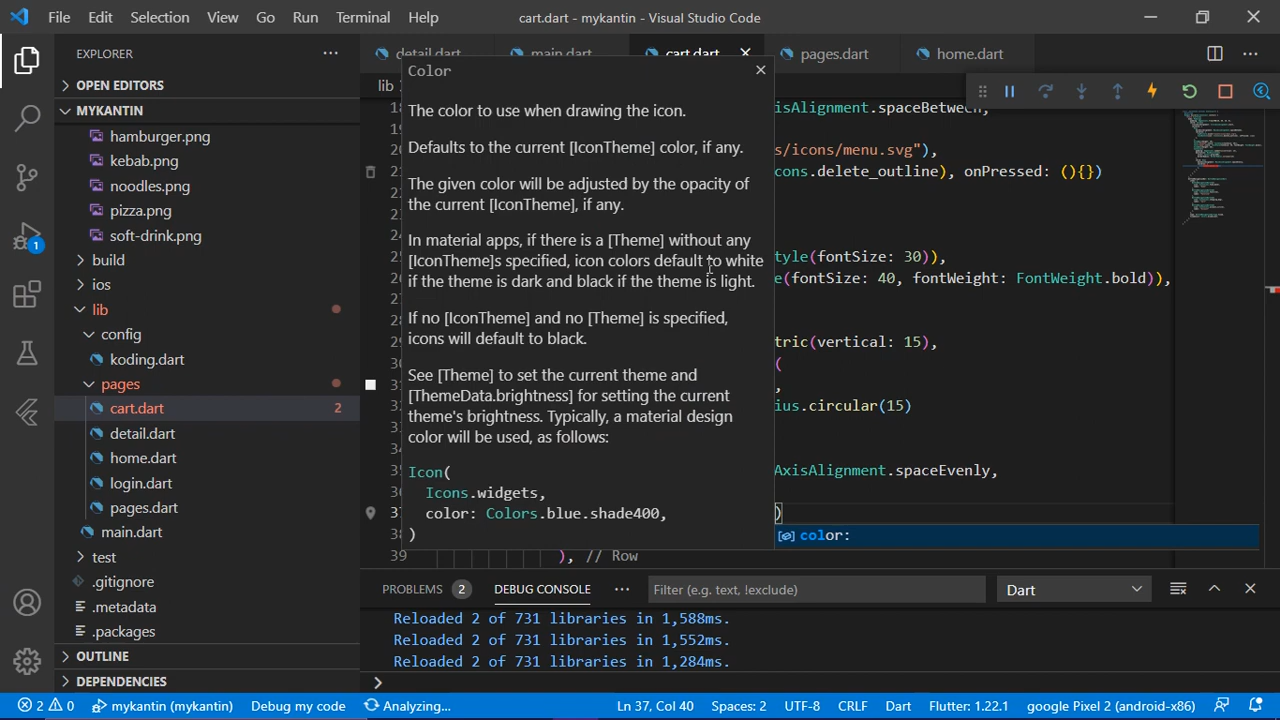 File Edit Selection View Go Run Terminal Help
cart.dart - mykantin - Visual Studio Code
EXPLORER
OPEN EDITORS
MYKANTIN
hamburger.png
kebab.png
noodles.png
pizza.png
soft-drink.png
build
ios
lib
config
koding.dart
pages
cart.dart 2
detail.dart
home.dart
login.dart
pages.dart
main.dart
test
.gitignore
.metadata
.packages
OUTLINE
DEPENDENCIES
1
detail.dart main.dart cart.dart pages.dart home.dart
lib
Color
The color to use when drawing the icon.
Defaults to the current [IconTheme] color, if any.
The given color will be adjusted by the opacity of
the current [IconTheme], if any.
In material apps, if there is a [Theme] without any
[IconTheme]s specified, icon colors default to white
if the theme is dark and black if the theme is light.
If no [IconTheme] and no [Theme] is specified,
icons will default to black.
See [Theme] to set the current theme and
[ThemeData.brightness] for setting the current
theme's brightness. Typically, a material design
color will be used, as follows:
Icon(
Icons.widgets,
color: Colors.blue.shade400,
)
isAlignment.spaceBetween,
s/icons/menu.svg"),
cons.delete_outline), onPressed: (){})
tyle(fontSize: 30)),
e(fontSize: 40, fontWeight: FontWeight.bold)),
tric(vertical: 15),
(
,
ius.circular(15)
AxisAlignment.spaceEvenly,
)
color:
39 ), // Row
PROBLEMS 2 DEBUG CONSOLE Filter (e.g. text, !exclude) Dart
Reloaded 2 of 731 libraries in 1,588ms.
Reloaded 2 of 731 libraries in 1,552ms.
Reloaded 2 of 731 libraries in 1,284ms.
2 0 mykantin (mykantin) Debug my code Analyzing... Ln 37, Col 40 Spaces: 2 UTF-8 CRLF Dart Flutter: 1.22.1 google Pixel 2 (android-x86)